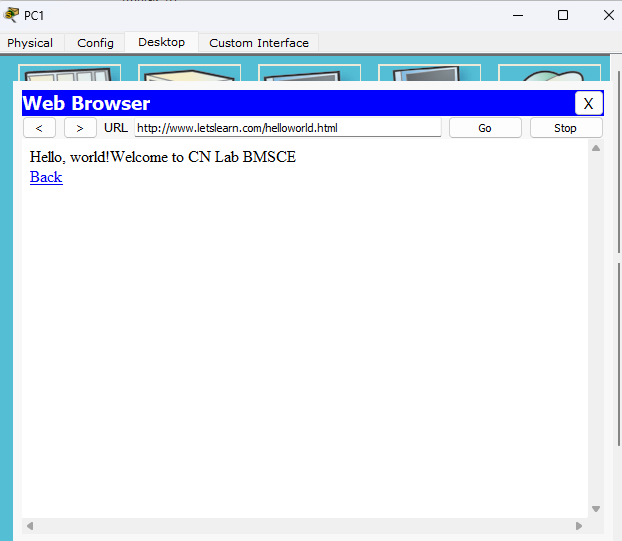 PC1
Physical Config Desktop Custom Interface
Web Browser X
< > URL http://www.letslearn.com/helloworld.html Go Stop
Hello, world!Welcome to CN Lab BMSCE
Back